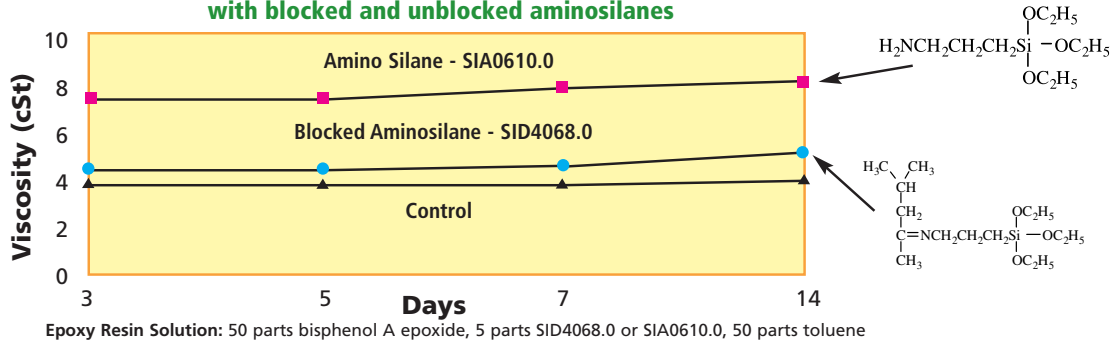 with blocked and unblocked aminosilanes
Viscosity (cSt)
10
8
6
4
2
0
Amino Silane - SIA0610.0
Blocked Aminosilane - SID4068.0
Control
3 5 7 14
Days
OC2H5
H2NCH2CH2CH2Si — OC2H5
OC2H5
H3C CH3
CH
CH2
OC2H5
C=NCH2CH2CH2Si — OC2H5
CH3
OC2H5
Epoxy Resin Solution: 50 parts bisphenol A epoxide, 5 parts SID4068.0 or SIA0610.0, 50 parts toluene